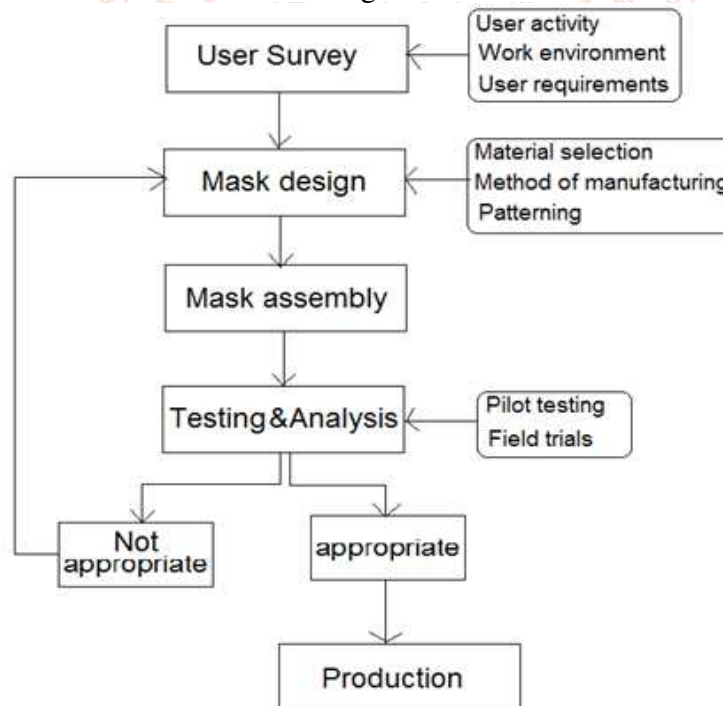 User Survey
User activity
Work environment
User requirements
Mask design
Material selection
Method of manufacturing
Patterning
Mask assembly
Testing&Analysis
Pilot testing
Field trials
Not
appropriate
appropriate
Production